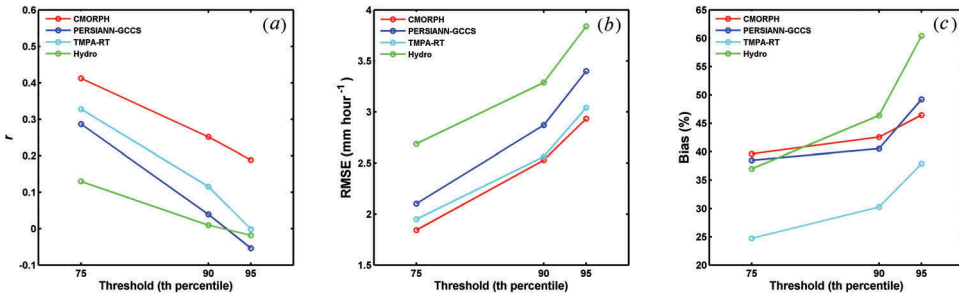 (a)
CMORPH
PERSIANN-GCCS
TMPA-RT
Hydro
r
0.6
0.5
0.4
0.3
0.2
0.1
0
-0.1
75
90
95
Threshold (th percentile)
(b)
CMORPH
PERSIANN-GCCS
TMPA-RT
Hydro
RMSE (mm hour⁻¹)
4
3.5
3
2.5
2
1.5
75
90
95
Threshold (th percentile)
(c)
CMORPH
PERSIANN-GCCS
TMPA-RT
Hydro
Bias (%)
65
60
55
50
45
40
35
30
25
20
75
90
95
Threshold (th percentile)